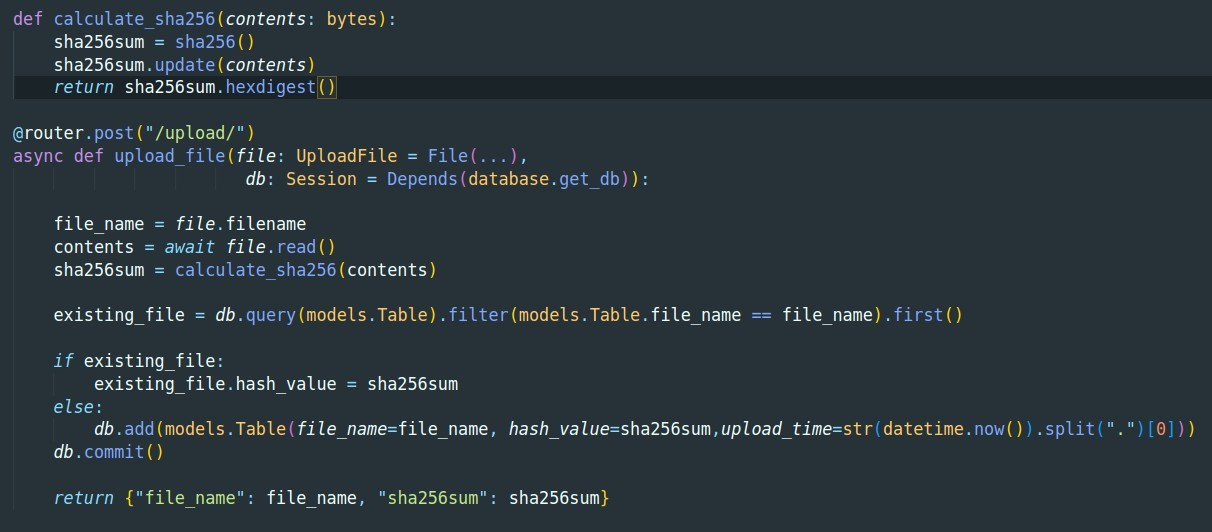 def calculate_sha256(contents: bytes):
    sha256sum = sha256()
    sha256sum.update(contents)
    return sha256sum.hexdigest()

@router.post("/upload/")
async def upload_file(file: UploadFile = File(...),
                       db: Session = Depends(database.get_db)):

    file_name = file.filename
    contents = await file.read()
    sha256sum = calculate_sha256(contents)

    existing_file = db.query(models.Table).filter(models.Table.file_name == file_name).first()

    if existing_file:
        existing_file.hash_value = sha256sum
    else:
        db.add(models.Table(file_name=file_name, hash_value=sha256sum,upload_time=str(datetime.now()).split(".")[0]))
    db.commit()

    return {"file_name": file_name, "sha256sum": sha256sum}